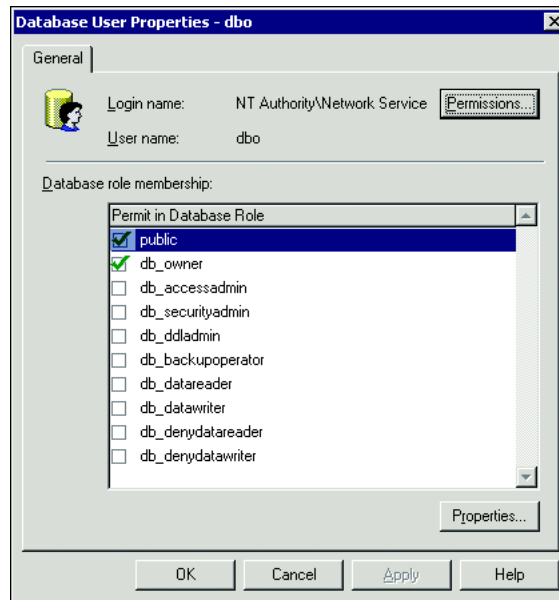 Database User Properties - dbo
General
Login name: NT Authority\Network Service Permissions...
User name: dbo
Database role membership:
Permit in Database Role
public
db_owner
db_accessadmin
db_securityadmin
db_ddladmin
db_backupoperator
db_datareader
db_datawriter
db_denydatareader
db_denydatawriter
Properties...
OK Cancel Apply Help